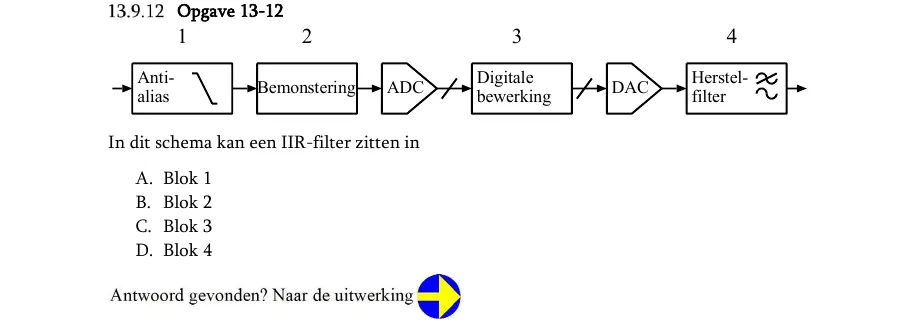 13.9.12 Opgave 13-12
1 2 3 4
Anti-
alias
Bemonstering
ADC
Digitale
bewerking
DAC
Herstel-
filter
In dit schema kan een IIR-filter zitten in
A. Blok 1
B. Blok 2
C. Blok 3
D. Blok 4
Antwoord gevonden? Naar de uitwerking